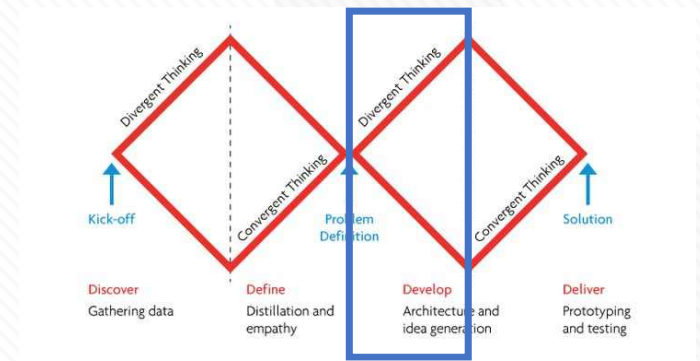 Divergent Thinking
Convergent Thinking
Divergent Thinking
Convergent Thinking
Kick-off
Problem
Definition
Solution
Discover
Gathering data
Define
Distillation and
empathy
Develop
Architecture and
idea generation
Deliver
Prototyping
and testing